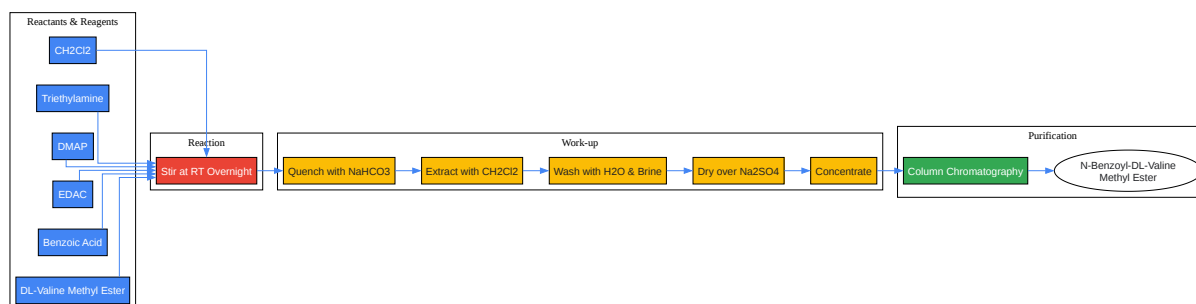 Reactants & Reagents
CH2Cl2
Triethylamine
DMAP
EDAC
Benzoic Acid
DL-Valine Methyl Ester
Reaction
Stir at RT Overnight
Work-up
Quench with NaHCO3
Extract with CH2Cl2
Wash with H2O & Brine
Dry over Na2SO4
Concentrate
Purification
Column Chromatography
N-Benzoyl-DL-Valine
Methyl Ester